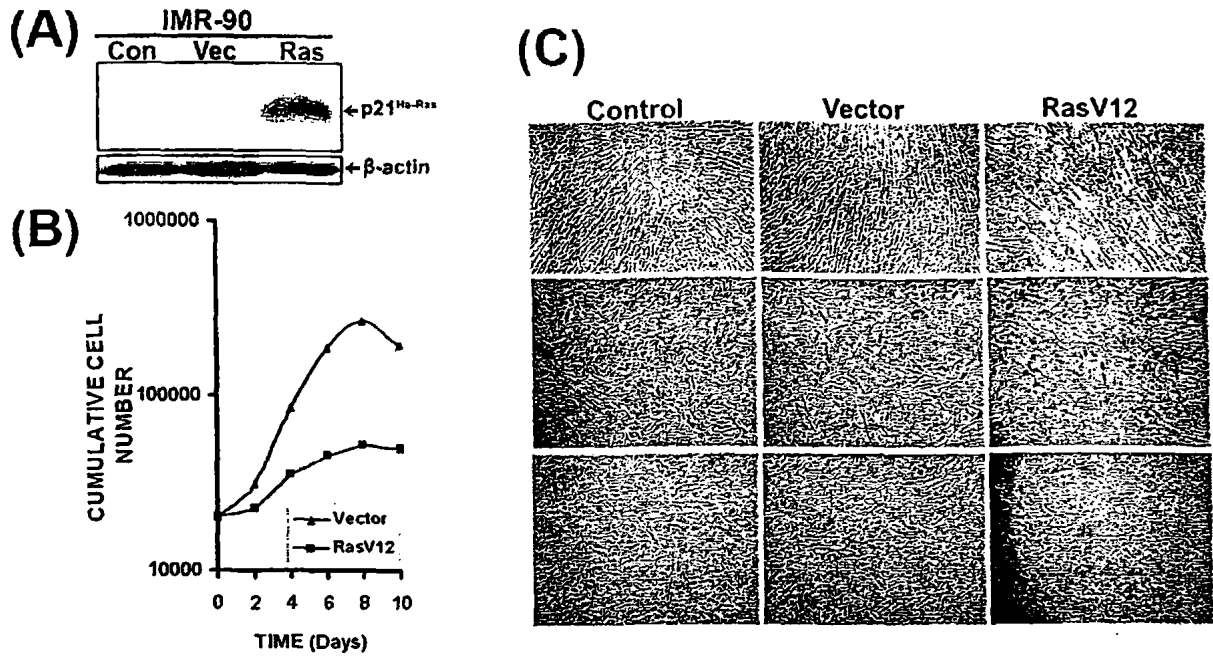 (A)
IMR-90
Con Vec Ras
p21Ha-Ras
β-actin
(B)
CUMULATIVE CELL
NUMBER
1000000
100000
10000
Vector
RasV12
0 2 4 6 8 10
TIME (Days)
(C)
Control Vector RasV12